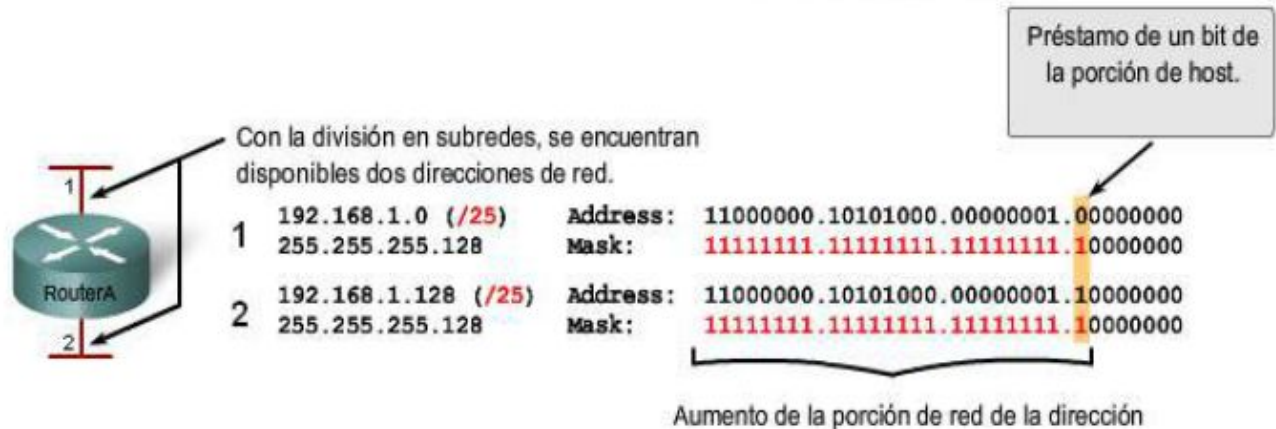 Préstamo de un bit de
la porción de host.
Con la división en subredes, se encuentran
disponibles dos direcciones de red.
1
RouterA
2
1 192.168.1.0 (/25) Address: 11000000.10101000.00000001.00000000
255.255.255.128 Mask: 11111111.11111111.11111111.10000000
2 192.168.1.128 (/25) Address: 11000000.10101000.00000001.10000000
255.255.255.128 Mask: 11111111.11111111.11111111.10000000
Aumento de la porción de red de la dirección